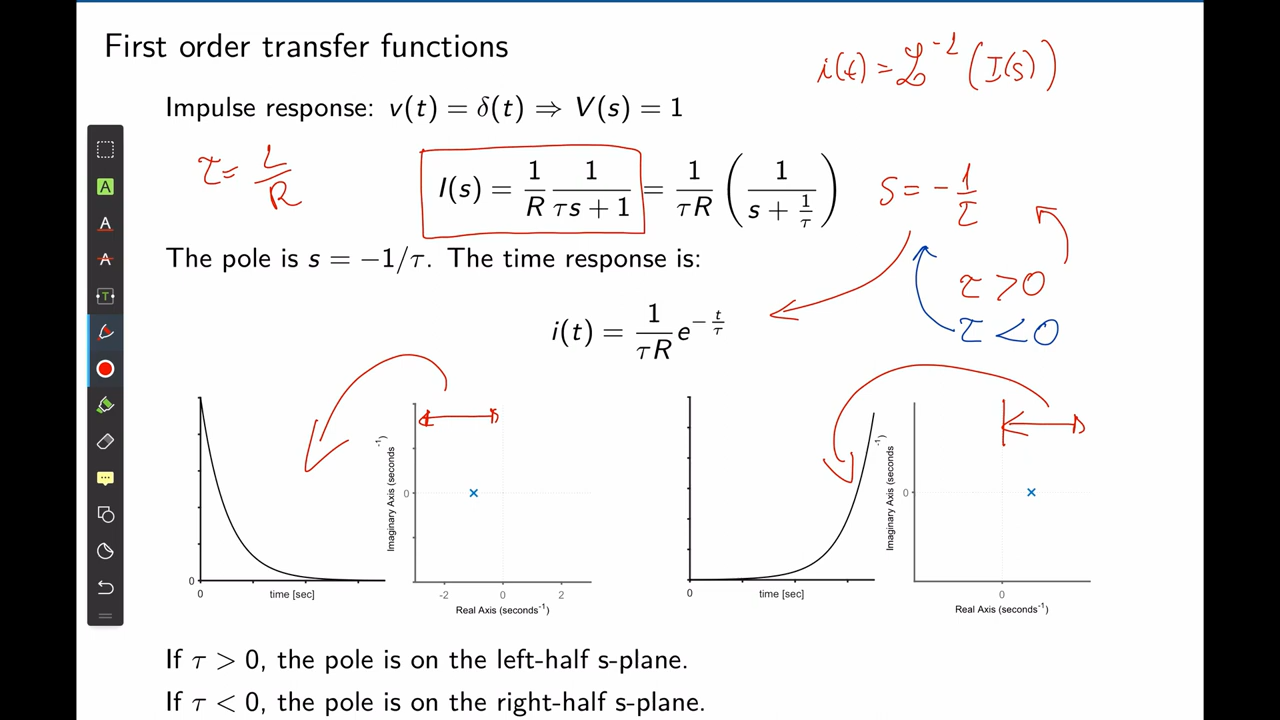 First order transfer functions
i(t) = ℒ⁻¹ (I(s))
Impulse response: v(t) = δ(t) ⇒ V(s) = 1
τ = L/R
I(s) = 1/R 1/(τs + 1) = 1/(τR) (1/(s + 1/τ))
s = -1/τ
The pole is s = −1/τ. The time response is:
τ > 0
τ < 0
i(t) = 1/(τR) e^(−t/τ)
0
0
time [sec]
Imaginary Axis (seconds⁻¹)
0
-2 0 2
Real Axis (seconds⁻¹)
0
time [sec]
Imaginary Axis (seconds⁻¹)
0
0
Real Axis (seconds⁻¹)
If τ > 0, the pole is on the left-half s-plane.
If τ < 0, the pole is on the right-half s-plane.
A
A
A
T